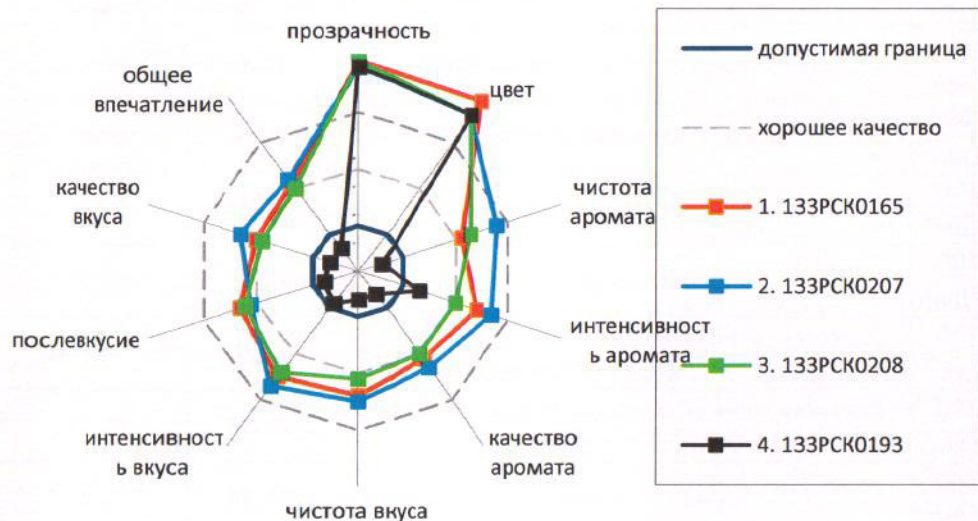 прозрачность
цвет
чистота
аромата
интенсивност
ь аромата
качество
аромата
чистота вкуса
интенсивност
ь вкуса
послевкусие
качество
вкуса
общее
впечатление
допустимая граница
хорошее качество
1. 133РСК0165
2. 133РСК0207
3. 133РСК0208
4. 133РСК0193